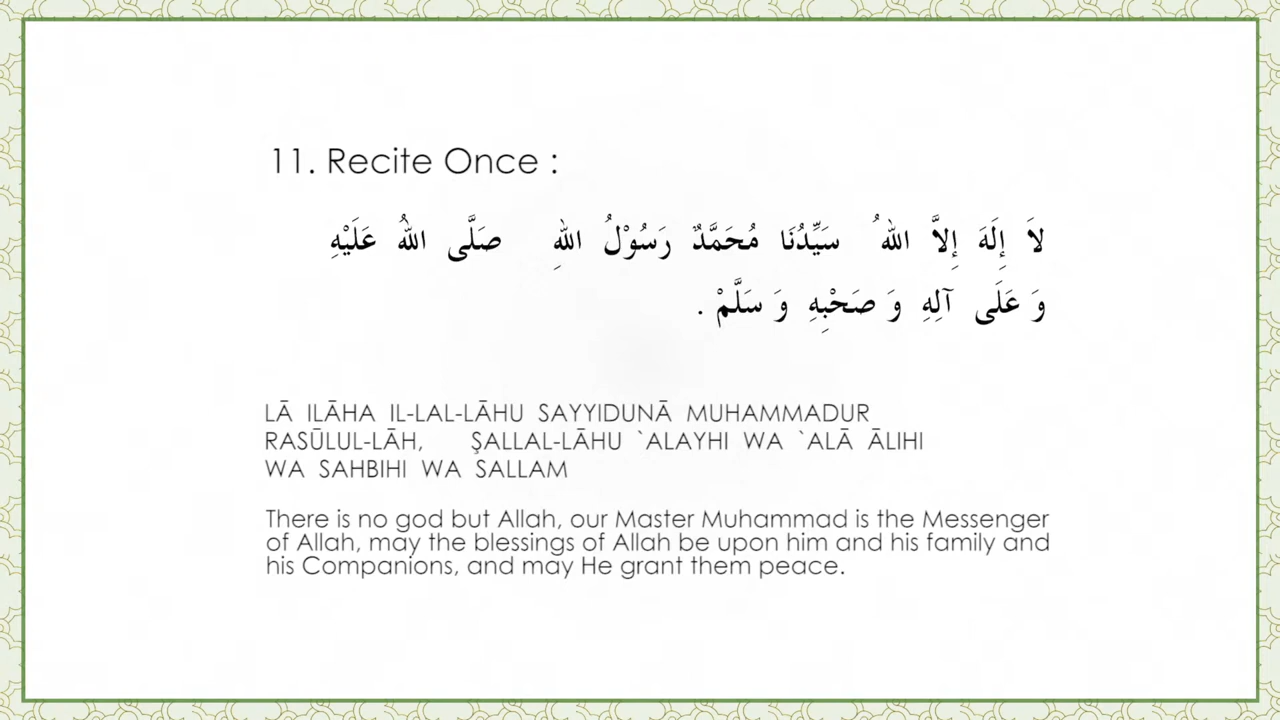 11. Recite Once :
لاَ إِلَهَ إِلاَّ اللهُ سَيِّدُنَا مُحَمَّدٌ رَسُوْلُ اللهِ صَلَّى اللهُ عَلَيْهِ
وَ عَلَى آلِهِ وَ صَحْبِهِ وَ سَلَّمْ .
LĀ ILĀHA IL-LAL-LĀHU SAYYIDUNĀ MUHAMMADUR
RASŪLUL-LĀH, ŞALLAL-LĀHU `ALAYHI WA `ALĀ ĀLIHI
WA SAHBIHI WA SALLAM
There is no god but Allah, our Master Muhammad is the Messenger
of Allah, may the blessings of Allah be upon him and his family and
his Companions, and may He grant them peace.